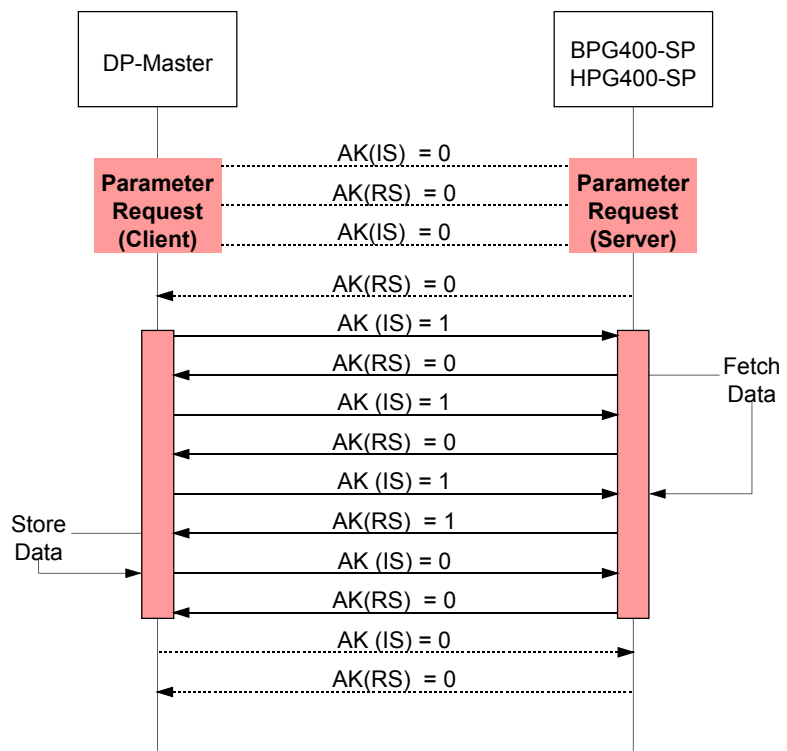 DP-Master
BPG400-SP
HPG400-SP
Parameter
Request
(Client)
AK(IS) = 0
AK(RS) = 0
AK(IS) = 0
Parameter
Request
(Server)
AK(RS) = 0
AK (IS) = 1
AK(RS) = 0
Fetch
Data
AK (IS) = 1
AK(RS) = 0
AK (IS) = 1
AK(RS) = 1
Store
Data
AK (IS) = 0
AK(RS) = 0
AK (IS) = 0
AK(RS) = 0